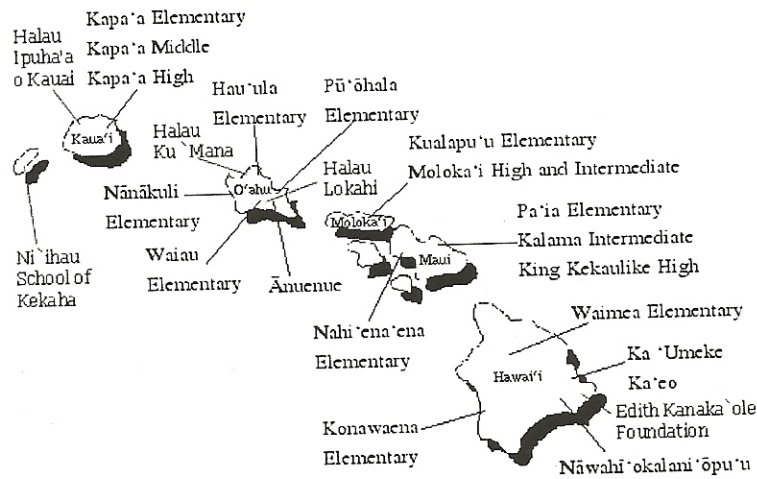 Kapa‘a Elementary
Kapa‘a Middle
Kapa‘a High
Halau
Ipuha'a
o Kauai
Kaua‘i
Ni`ihau
School of
Kekaha
Hau‘ula
Elementary
Pū‘ōhala
Elementary
Halau
Ku `Mana
O‘ahu
Halau
Lokahi
Nānākuli
Elementary
Waiau
Elementary
Ānuenue
Kualapu‘u Elementary
Moloka‘i High and Intermediate
Moloka‘i
Pa‘ia Elementary
Kalama Intermediate
King Kekaulike High
Maui
Nahi‘ena‘ena
Elementary
Waimea Elementary
Hawai‘i
Ka ‘Umeke
Ka‘eo
Edith Kanaka`ole
Foundation
Konawaena
Elementary
Nāwahī‘okalani‘ōpu‘u